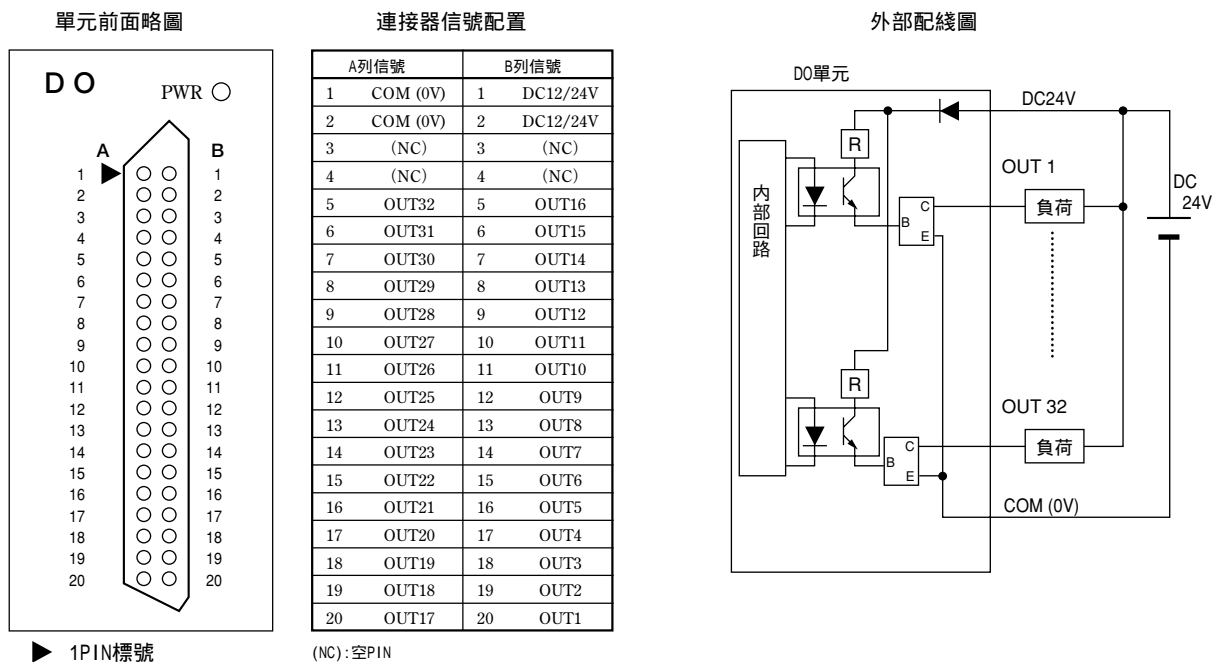 單元前面略圖
D O
PWR
A B
1 1
2 2
3 3
4 4
5 5
6 6
7 7
8 8
9 9
10 10
11 11
12 12
13 13
14 14
15 15
16 16
17 17
18 18
19 19
20 20
▶ 1PIN標號
連接器信號配置
A列信號 B列信號
1 COM (0V) 1 DC12/24V
2 COM (0V) 2 DC12/24V
3 (NC) 3 (NC)
4 (NC) 4 (NC)
5 OUT32 5 OUT16
6 OUT31 6 OUT15
7 OUT30 7 OUT14
8 OUT29 8 OUT13
9 OUT28 9 OUT12
10 OUT27 10 OUT11
11 OUT26 11 OUT10
12 OUT25 12 OUT9
13 OUT24 13 OUT8
14 OUT23 14 OUT7
15 OUT22 15 OUT6
16 OUT21 16 OUT5
17 OUT20 17 OUT4
18 OUT19 18 OUT3
19 OUT18 19 OUT2
20 OUT17 20 OUT1
(NC):空PIN
外部配綫圖
DO單元
DC24V
R
OUT 1
DC
24V
内部回路
C
負荷
B
E
R
OUT 32
C
負荷
B
E
COM (0V)